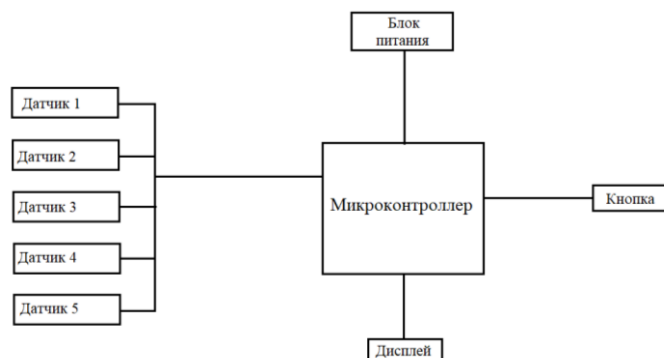 Блок
питания
Датчик 1
Датчик 2
Датчик 3
Датчик 4
Датчик 5
Микроконтроллер
Кнопка
Дисплей